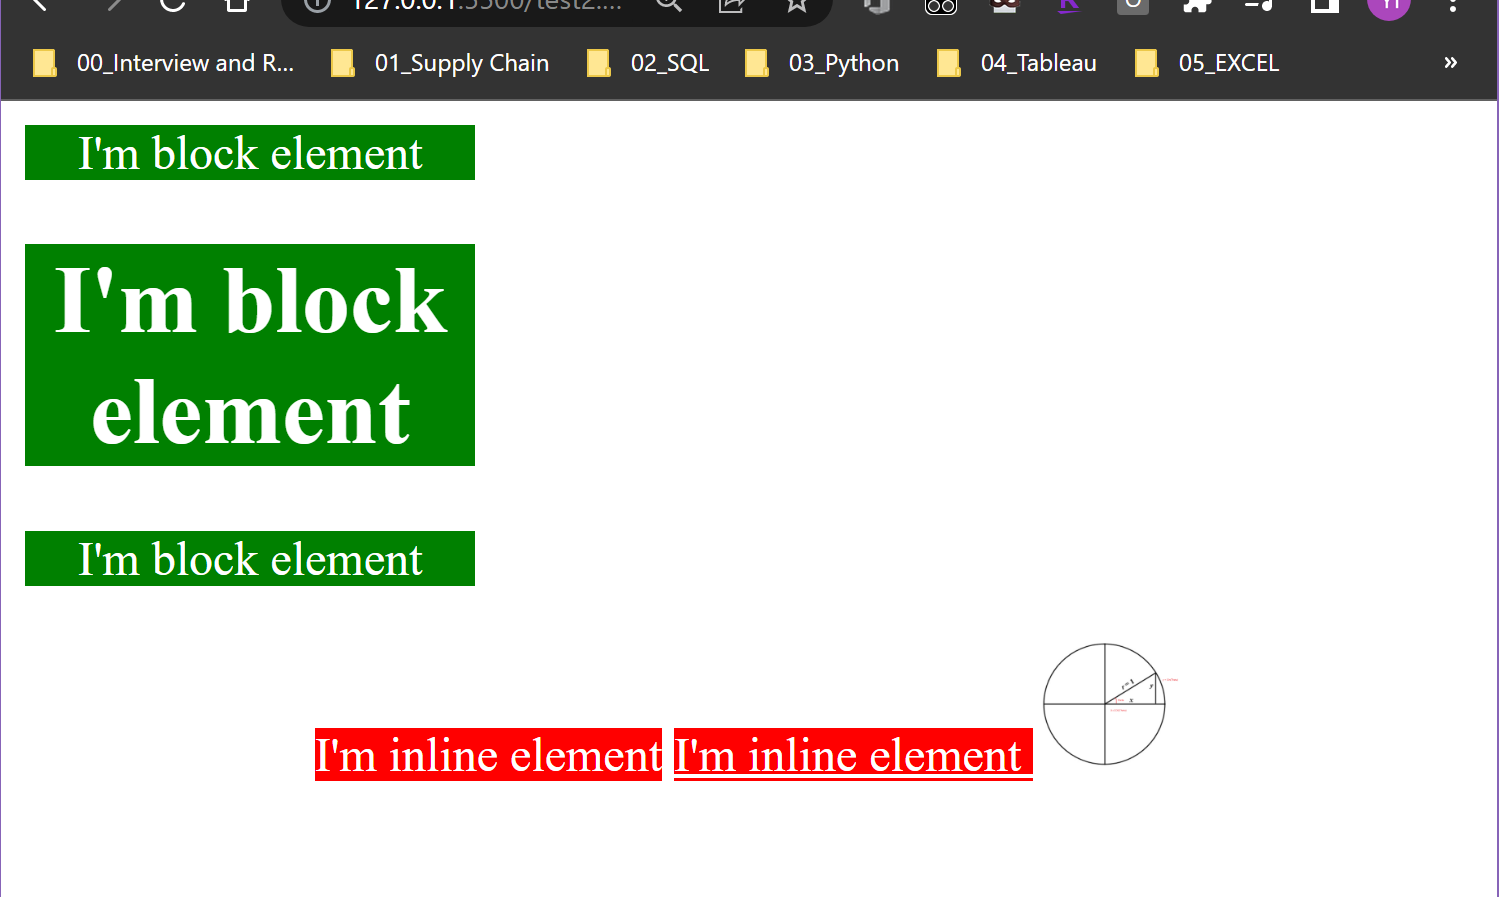 127.0.0.1:5500/test2....
00_Interview and R... 01_Supply Chain 02_SQL 03_Python 04_Tableau 05_EXCEL »
I'm block element
I'm block
element
I'm block element
r = 1
y
x
I'm inline element I'm inline element